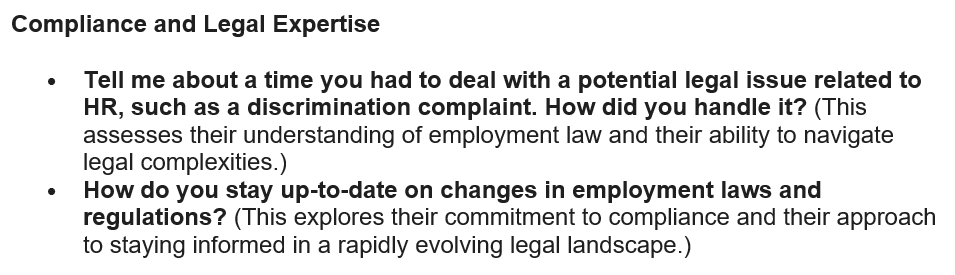 Compliance and Legal Expertise
• Tell me about a time you had to deal with a potential legal issue related to
HR, such as a discrimination complaint. How did you handle it? (This
assesses their understanding of employment law and their ability to navigate
legal complexities.)
• How do you stay up-to-date on changes in employment laws and
regulations? (This explores their commitment to compliance and their approach
to staying informed in a rapidly evolving legal landscape.)